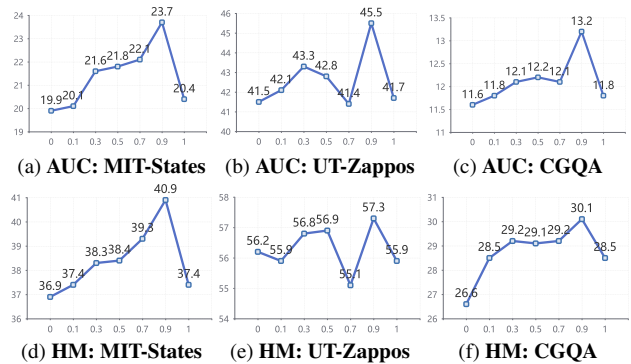 24
23
22
21
20
19
19.9 20.1 21.6 21.8 22.1 23.7 20.4
0 0.1 0.3 0.5 0.7 0.9 1
(a) AUC: MIT-States
46
45
44
43
42
41
40
41.5 42.1 43.3 42.8 41.4 45.5 41.7
0 0.1 0.3 0.5 0.7 0.9 1
(b) AUC: UT-Zappos
13.5
13
12.5
12
11.5
11
11.6 11.8 12.1 12.2 12.1 13.2 11.8
0 0.1 0.3 0.5 0.7 0.9 1
(c) AUC: CGQA
41
40
39
38
37
36
36.9 37.4 38.3 38.4 39.3 40.9 37.4
0 0.1 0.3 0.5 0.7 0.9 1
(d) HM: MIT-States
58
57
56
55
54
56.2 55.9 56.8 56.9 55.1 57.3 55.9
0 0.1 0.3 0.5 0.7 0.9 1
(e) HM: UT-Zappos
31
30
29
28
27
26
26.6 28.5 29.2 29.1 29.2 30.1 28.5
0 0.1 0.3 0.5 0.7 0.9 1
(f) HM: CGQA